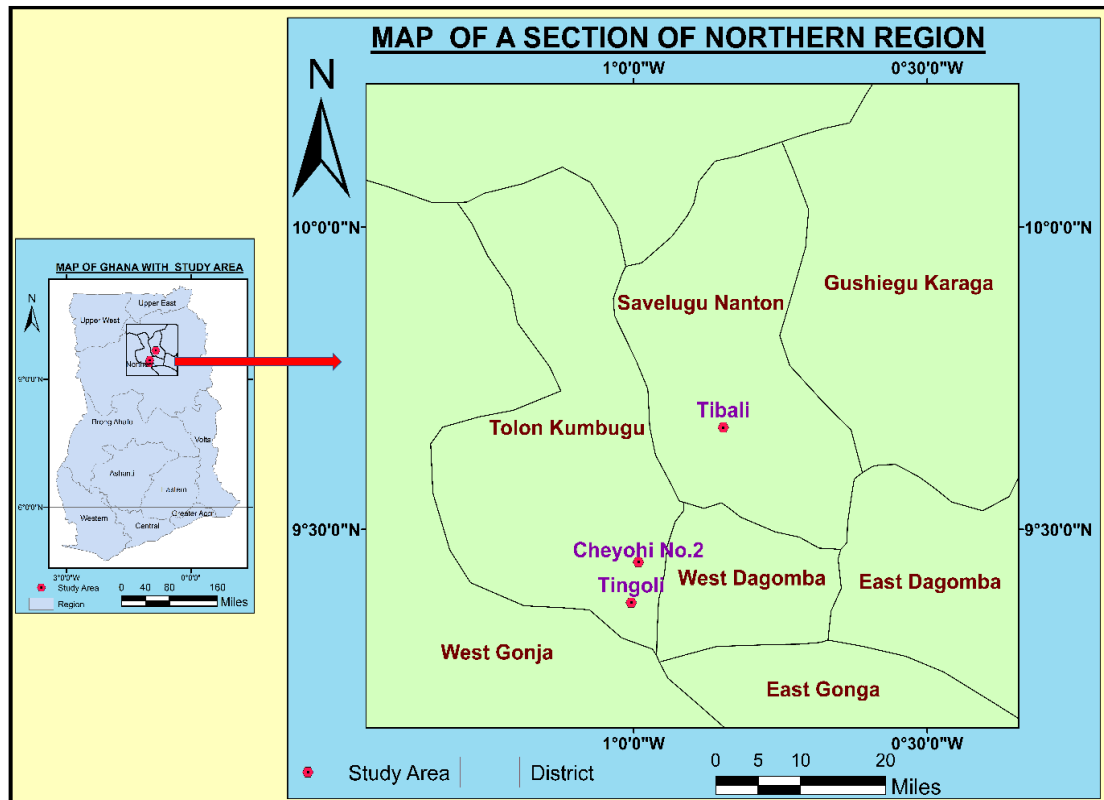 MAP OF A SECTION OF NORTHERN REGION
N
1°0'0"W 0°30'0"W
10°0'0"N 10°0'0"N
Gushiegu Karaga
Savelugu Nanton
Tibali
Tolon Kumbugu
9°30'0"N 9°30'0"N
Cheyohi No.2
West Dagomba
East Dagomba
Tingoli
West Gonja
East Gonga
1°0'0"W 0°30'0"W
Study Area District
0 5 10 20
Miles
MAP OF GHANA WITH STUDY AREA
N
Upper East
Upper West
Northern
9°0'0"N
Brong Ahafo
Volta
Ashanti
Eastern
6°0'0"N
Western
Central
Greater Accr
3°0'0"W 0°0'0"
Study Area
Region
0 40 80 160
Miles